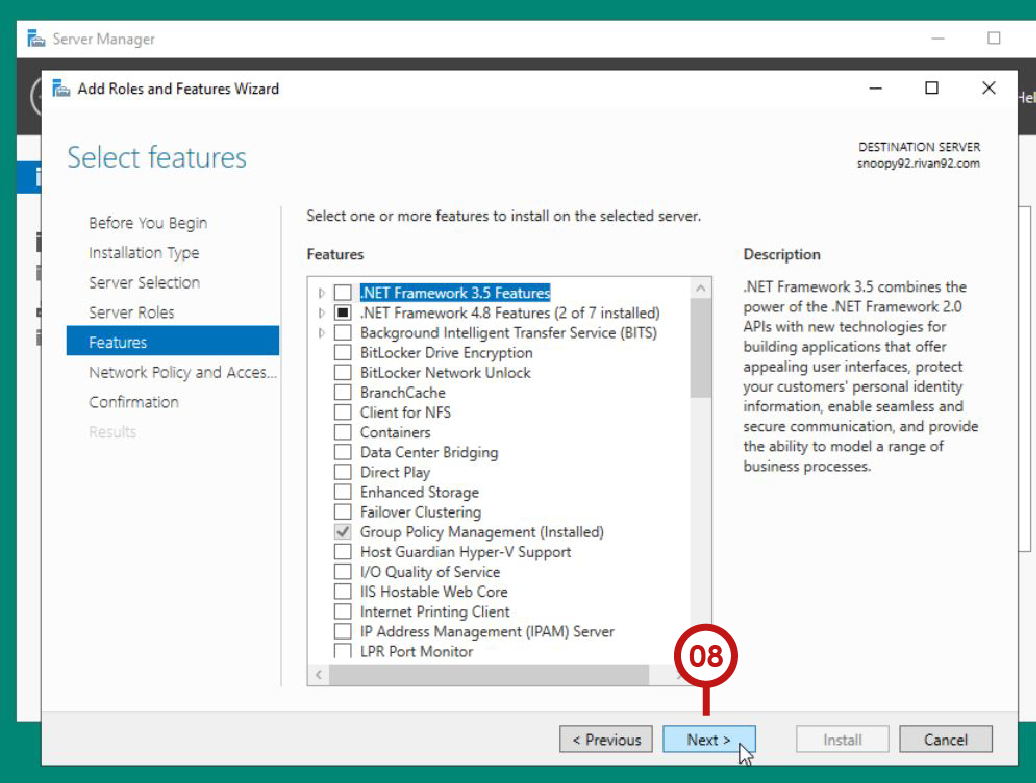 Server Manager
Add Roles and Features Wizard
Hel
Select features
DESTINATION SERVER
snoopy92.rivan92.com
Before You Begin
Installation Type
Server Selection
Server Roles
Features
Network Policy and Acces...
Confirmation
Results
Select one or more features to install on the selected server.
Features
.NET Framework 3.5 Features
.NET Framework 4.8 Features (2 of 7 installed)
Background Intelligent Transfer Service (BITS)
BitLocker Drive Encryption
BitLocker Network Unlock
BranchCache
Client for NFS
Containers
Data Center Bridging
Direct Play
Enhanced Storage
Failover Clustering
Group Policy Management (Installed)
Host Guardian Hyper-V Support
I/O Quality of Service
IIS Hostable Web Core
Internet Printing Client
IP Address Management (IPAM) Server
LPR Port Monitor
Description
.NET Framework 3.5 combines the
power of the .NET Framework 2.0
APIs with new technologies for
building applications that offer
appealing user interfaces, protect
your customers' personal identity
information, enable seamless and
secure communication, and provide
the ability to model a range of
business processes.
08
< Previous
Next >
Install
Cancel